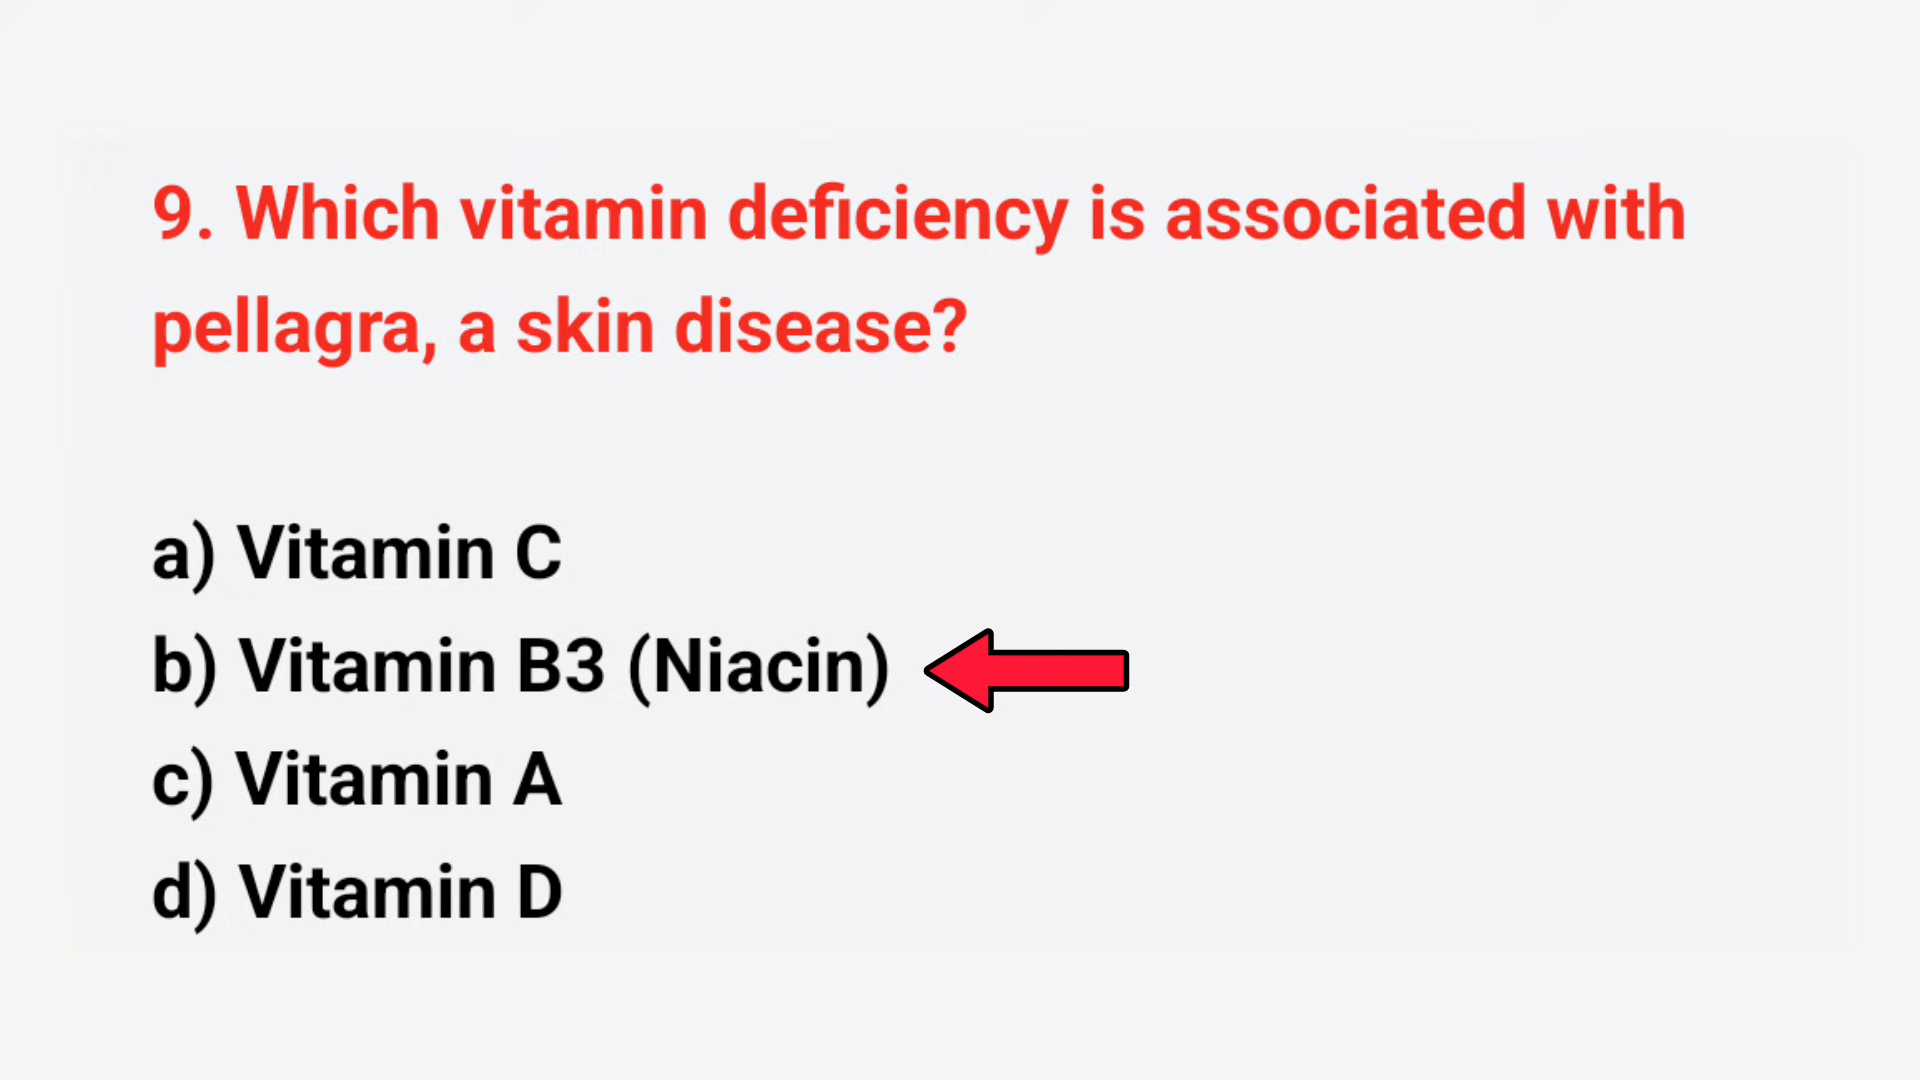 9. Which vitamin deficiency is associated with
pellagra, a skin disease?
a) Vitamin C
b) Vitamin B3 (Niacin)
c) Vitamin A
d) Vitamin D